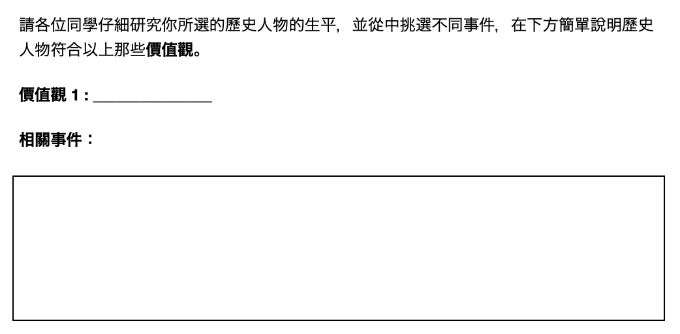 請各位同學仔細研究你所選的歷史人物的生平，並從中挑選不同事件，在下方簡單說明歷史
人物符合以上那些價值觀。
價值觀 1 : ______________
相關事件：